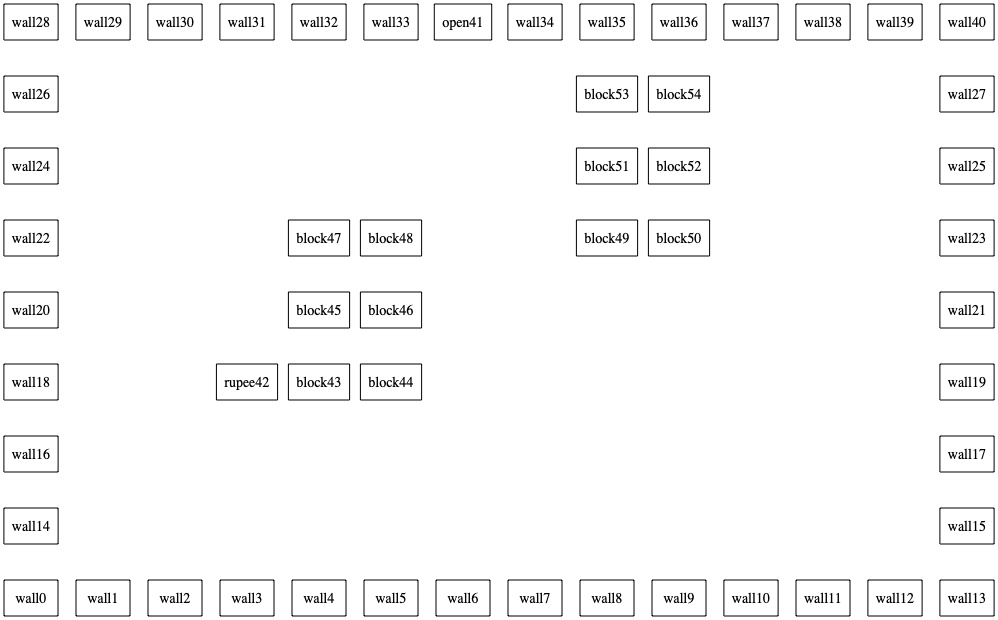 wall28 wall29 wall30 wall31 wall32 wall33 open41 wall34 wall35 wall36 wall37 wall38 wall39 wall40
wall26 block53 block54 wall27
wall24 block51 block52 wall25
wall22 block47 block48 block49 block50 wall23
wall20 block45 block46 wall21
wall18 rupee42 block43 block44 wall19
wall16 wall17
wall14 wall15
wall0 wall1 wall2 wall3 wall4 wall5 wall6 wall7 wall8 wall9 wall10 wall11 wall12 wall13